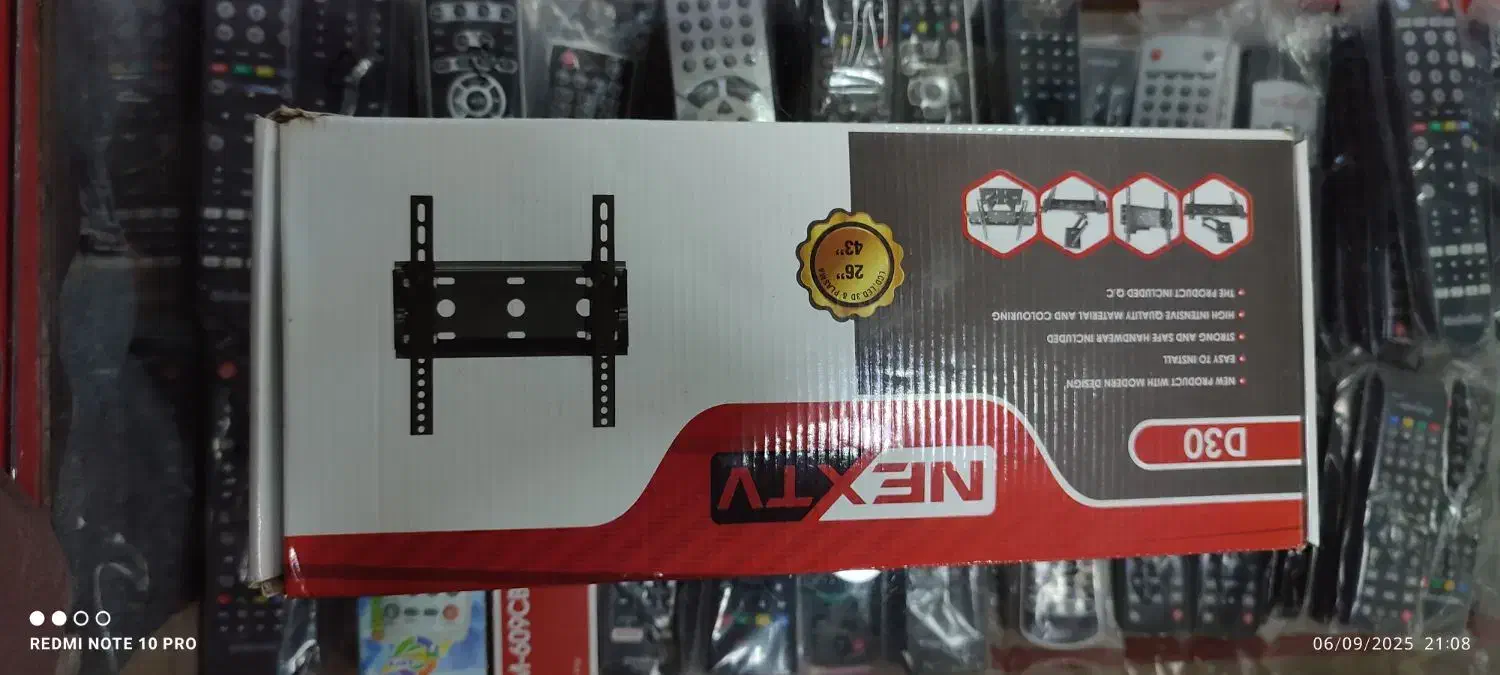 NEXTV
D30
NEW PRODUCT WITH MODERN DESIGN.
EASY TO INSTALL
STRONG AND SAFE HANDWEAR INCLUDED
HIGH INTENSIVE QUALITY MATERIAL AND COLOURING
THE PRODUCT INCLUDED Q.C
LCD/LED 3D & PLASMA
26”
43”
M-609CB
REDMI NOTE 10 PRO
06/09/2025 21:08